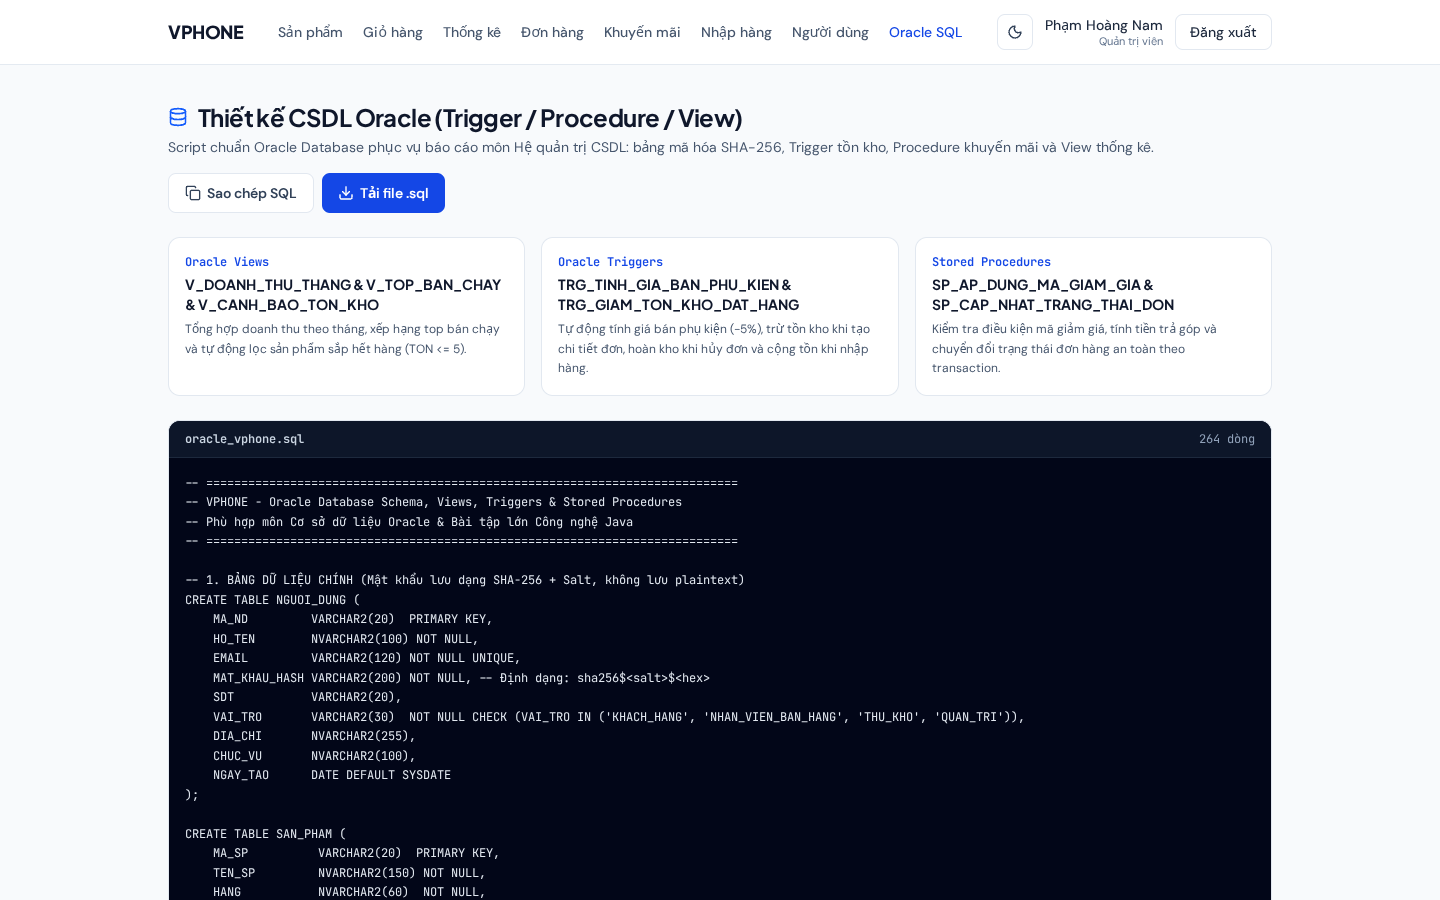 VPHONE
Sản phẩm
Giỏ hàng
Thống kê
Đơn hàng
Khuyến mãi
Nhập hàng
Người dùng
Oracle SQL
Phạm Hoàng Nam
Quản trị viên
Đăng xuất
Thiết kế CSDL Oracle (Trigger / Procedure / View)
Script chuẩn Oracle Database phục vụ báo cáo môn Hệ quản trị CSDL: bảng mã hóa SHA-256, Trigger tồn kho, Procedure khuyến mãi và View thống kê.
Sao chép SQL
Tải file .sql
Oracle Views
V_DOANH_THU_THANG & V_TOP_BAN_CHAY
& V_CANH_BAO_TON_KHO
Tổng hợp doanh thu theo tháng, xếp hạng top bán chạy
và tự động lọc sản phẩm sắp hết hàng (TON <= 5).
Oracle Triggers
TRG_TINH_GIA_BAN_PHU_KIEN &
TRG_GIAM_TON_KHO_DAT_HANG
Tự động tính giá bán phụ kiện (-5%), trừ tồn kho khi tạo
chi tiết đơn, hoàn kho khi hủy đơn và cộng tồn khi nhập
hàng.
Stored Procedures
SP_AP_DUNG_MA_GIAM_GIA &
SP_CAP_NHAT_TRANG_THAI_DON
Kiểm tra điều kiện mã giảm giá, tính tiền trả góp và
chuyển đổi trạng thái đơn hàng an toàn theo
transaction.
oracle_vphone.sql
264 dòng
-- ============================================================================
-- VPHONE - Oracle Database Schema, Views, Triggers & Stored Procedures
-- Phù hợp môn Cơ sở dữ liệu Oracle & Bài tập lớn Công nghệ Java
-- ============================================================================
-- 1. BẢNG DỮ LIỆU CHÍNH (Mật khẩu lưu dạng SHA-256 + Salt, không lưu plaintext)
CREATE TABLE NGUOI_DUNG (
    MA_ND         VARCHAR2(20)  PRIMARY KEY,
    HO_TEN        NVARCHAR2(100) NOT NULL,
    EMAIL         VARCHAR2(120) NOT NULL UNIQUE,
    MAT_KHAU_HASH VARCHAR2(200) NOT NULL, -- Định dạng: sha256$<salt>$<hex>
    SDT           VARCHAR2(20),
    VAI_TRO       VARCHAR2(30)  NOT NULL CHECK (VAI_TRO IN ('KHACH_HANG', 'NHAN_VIEN_BAN_HANG', 'THU_KHO', 'QUAN_TRI')),
    DIA_CHI       NVARCHAR2(255),
    CHUC_VU       NVARCHAR2(100),
    NGAY_TAO      DATE DEFAULT SYSDATE
);
CREATE TABLE SAN_PHAM (
    MA_SP          VARCHAR2(20)  PRIMARY KEY,
    TEN_SP         NVARCHAR2(150) NOT NULL,
    HANG           NVARCHAR2(60)  NOT NULL,